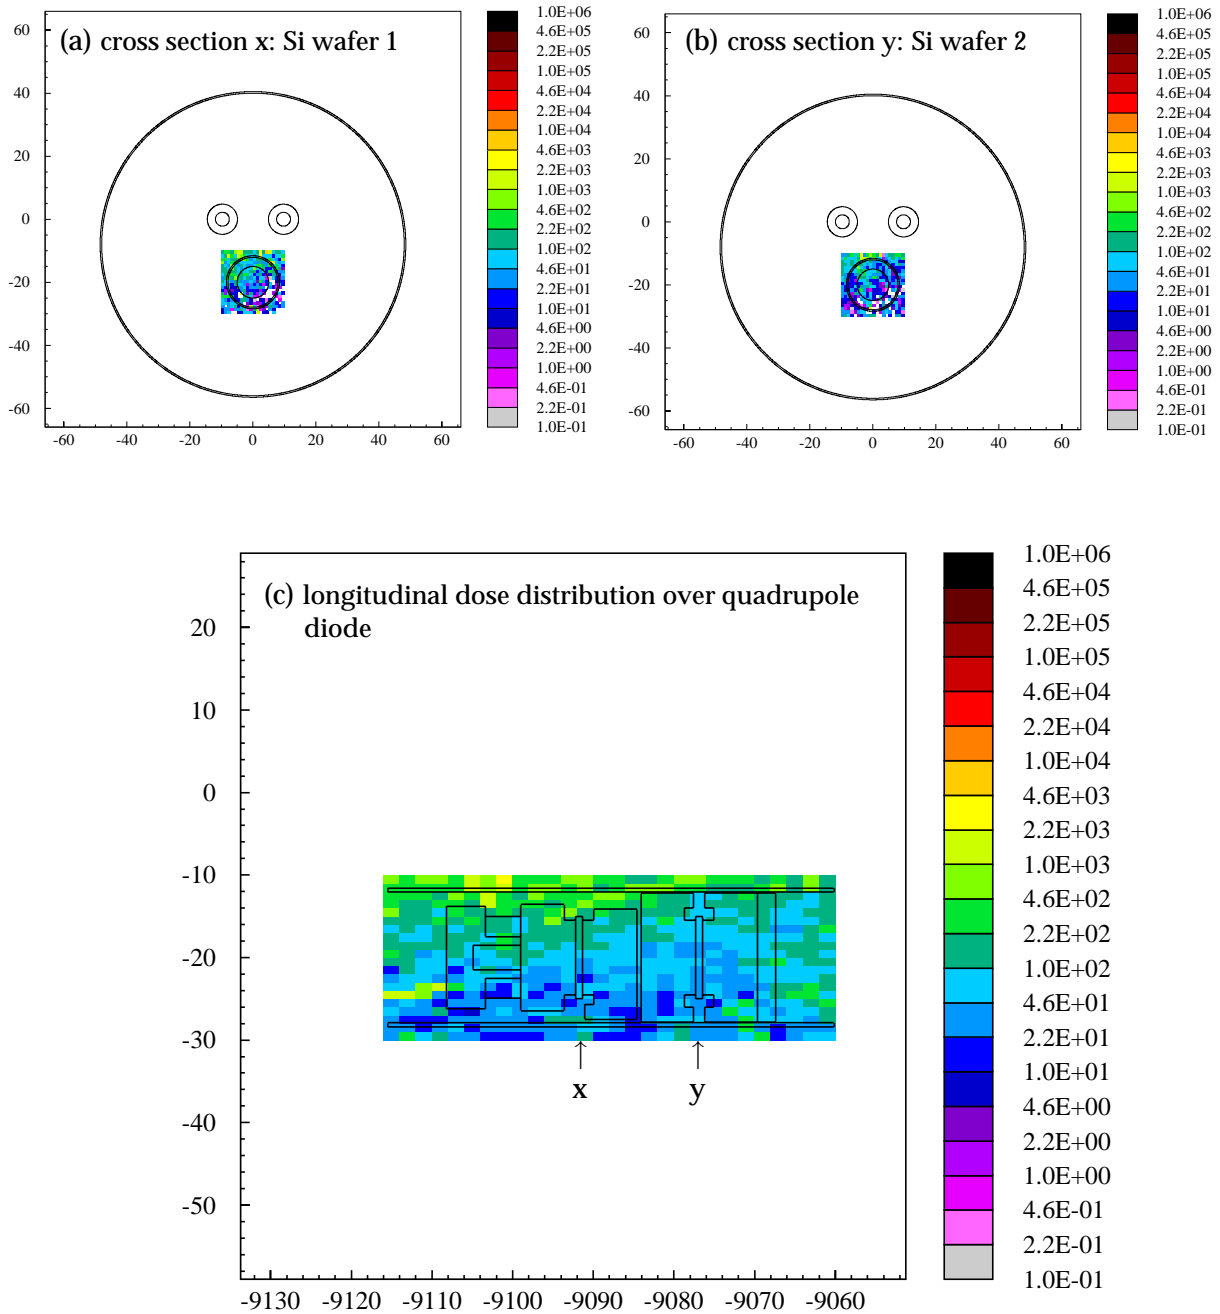 (a) cross section x: Si wafer 1
60
40
20
0
-20
-40
-60
-60 -40 -20 0 20 40 60
1.0E+06
4.6E+05
2.2E+05
1.0E+05
4.6E+04
2.2E+04
1.0E+04
4.6E+03
2.2E+03
1.0E+03
4.6E+02
2.2E+02
1.0E+02
4.6E+01
2.2E+01
1.0E+01
4.6E+00
2.2E+00
1.0E+00
4.6E-01
2.2E-01
1.0E-01
(b) cross section y: Si wafer 2
60
40
20
0
-20
-40
-60
-60 -40 -20 0 20 40 60
1.0E+06
4.6E+05
2.2E+05
1.0E+05
4.6E+04
2.2E+04
1.0E+04
4.6E+03
2.2E+03
1.0E+03
4.6E+02
2.2E+02
1.0E+02
4.6E+01
2.2E+01
1.0E+01
4.6E+00
2.2E+00
1.0E+00
4.6E-01
2.2E-01
1.0E-01
(c) longitudinal dose distribution over quadrupole
diode
20
10
0
-10
-20
-30
-40
-50
x y
-9130 -9120 -9110 -9100 -9090 -9080 -9070 -9060
1.0E+06
4.6E+05
2.2E+05
1.0E+05
4.6E+04
2.2E+04
1.0E+04
4.6E+03
2.2E+03
1.0E+03
4.6E+02
2.2E+02
1.0E+02
4.6E+01
2.2E+01
1.0E+01
4.6E+00
2.2E+00
1.0E+00
4.6E-01
2.2E-01
1.0E-01